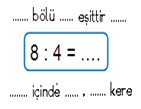 ...... bölü ...... eşittir .......
8 : 4 = ....
....... içinde ...... , ....... kere